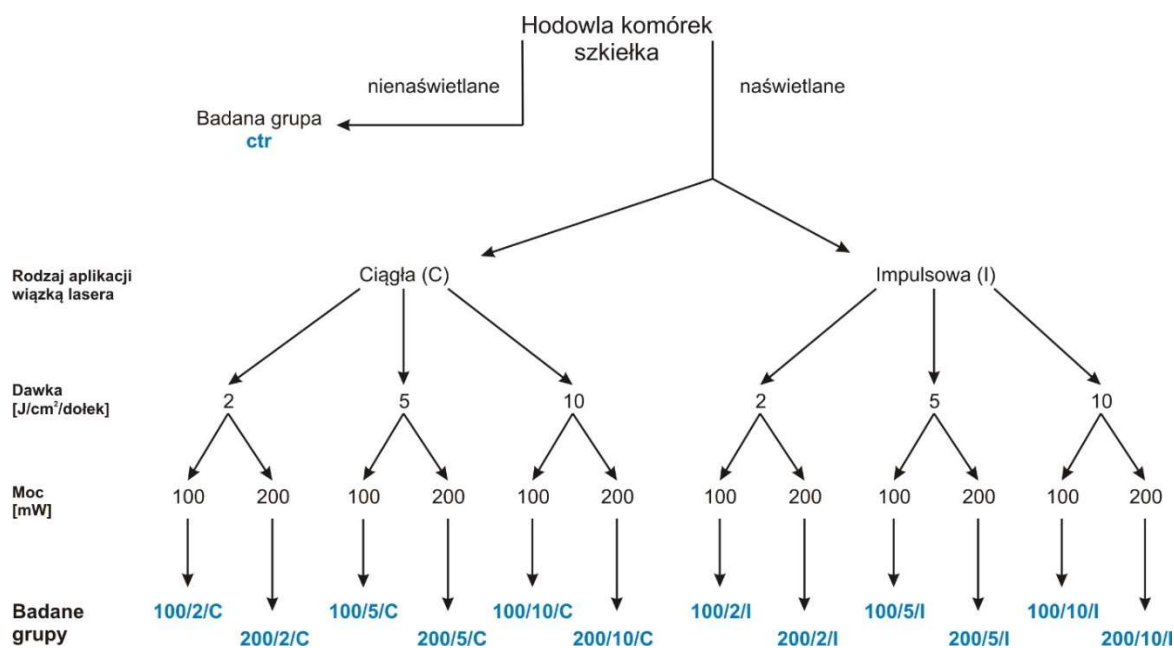 Hodowla komórek
szkiełka
nienaświetlane
naświetlane
Badana grupa
ctr
Rodzaj aplikacji
wiązką lasera
Ciągła (C)
Impulsowa (I)
Dawka
[J/cm²/dołek]
2
5
10
2
5
10
Moc
[mW]
100
200
100
200
100
200
100
200
100
200
100
200
Badane
grupy
100/2/C
100/5/C
100/10/C
100/2/I
100/5/I
100/10/I
200/2/C
200/5/C
200/10/C
200/2/I
200/5/I
200/10/I